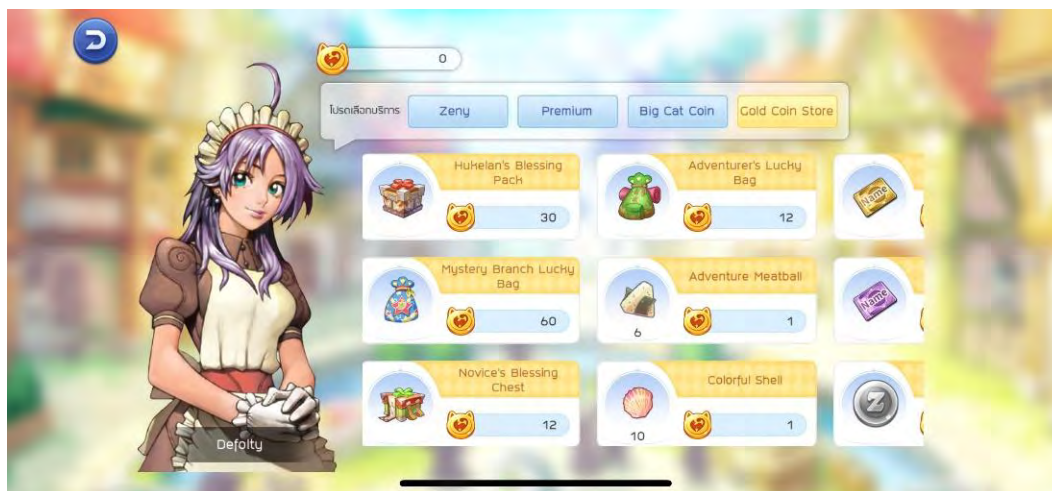 0
โปรดเลือกบริการ
Zeny
Premium
Big Cat Coin
Gold Coin Store
Hukelan's Blessing
Pack
30
Adventurer's Lucky
Bag
12
Name
Mystery Branch Lucky
Bag
60
Adventure Meatball
6
1
Name
Novice's Blessing
Chest
12
Colorful Shell
10
1
Z
Defolty